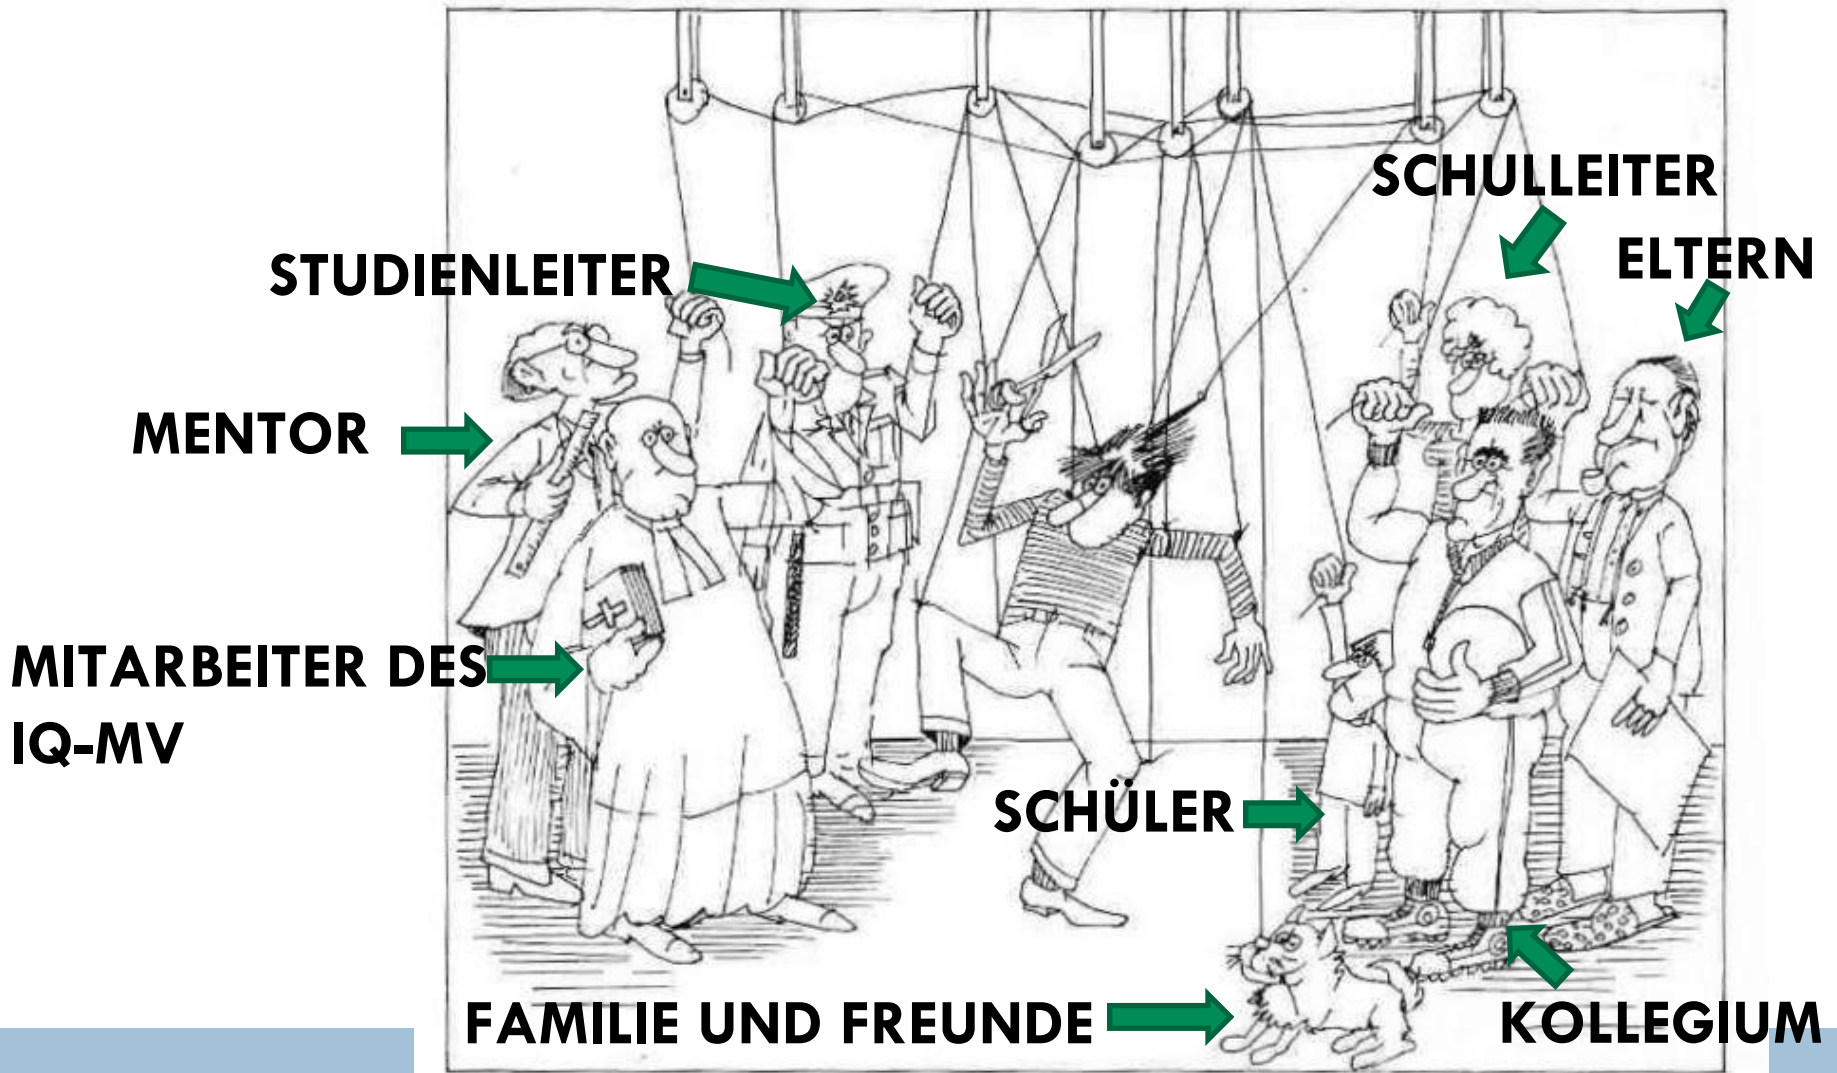 SCHULLEITER
ELTERN
STUDIENLEITER
MENTOR
MITARBEITER DES
IQ-MV
SCHÜLER
FAMILIE UND FREUNDE
KOLLEGIUM